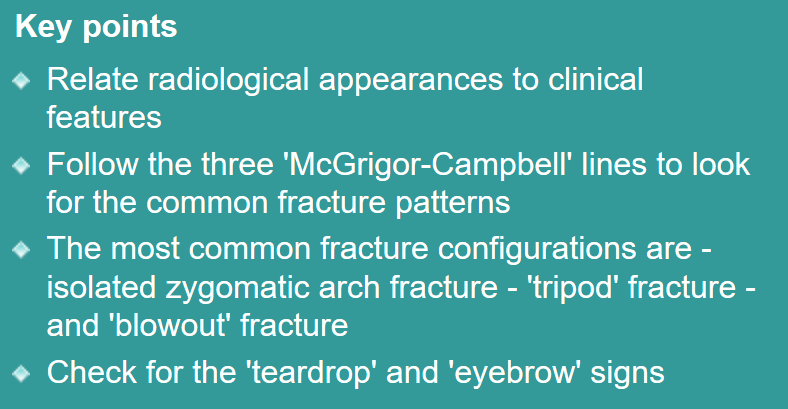 Key points
Relate radiological appearances to clinical
features
Follow the three 'McGrigor-Campbell' lines to look
for the common fracture patterns
The most common fracture configurations are -
isolated zygomatic arch fracture - 'tripod' fracture -
and 'blowout' fracture
Check for the 'teardrop' and 'eyebrow' signs